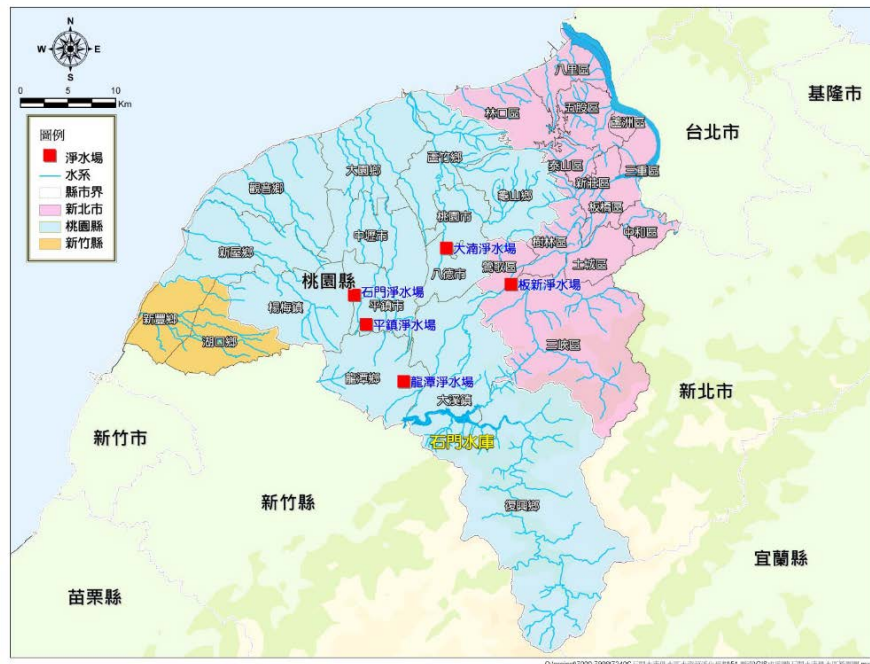 N
W E
S
0 5 10
Km
圖例
淨水場
水系
縣市界
新北市
桃園縣
新竹縣
八里區
林口區
五股區
蘆洲區
台北市
基隆市
蘆竹鄉
泰山區
三重區
大園鄉
新莊區
觀音鄉
龜山鄉
板橋區
桃園市
中壢市
樹林區
中和區
大湳淨水場
新屋鄉
八德市
鶯歌區
土城區
桃園縣
石門淨水場
板新淨水場
平鎮市
楊梅鎮
新豐鄉
平鎮淨水場
湖口鄉
三峽區
龍潭鄉
龍潭淨水場
大溪鎮
新北市
新竹市
石門水庫
新竹縣
復興鄉
宜蘭縣
苗栗縣